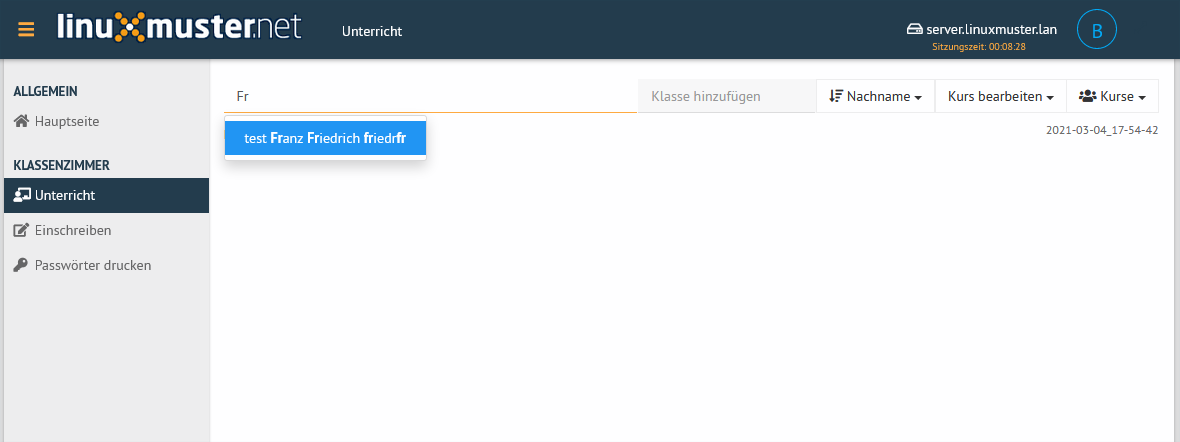 linuxmuster.net
Unterricht
server.linuxmuster.lan
Sitzungszeit: 00:08:28
B
ALLGEMEIN
Hauptseite
KLASSENZIMMER
Unterricht
Einschreiben
Passwörter drucken
Fr
Klasse hinzufügen
Nachname
Kurs bearbeiten
Kurse
test Franz Friedrich friedrfr
2021-03-04_17-54-42